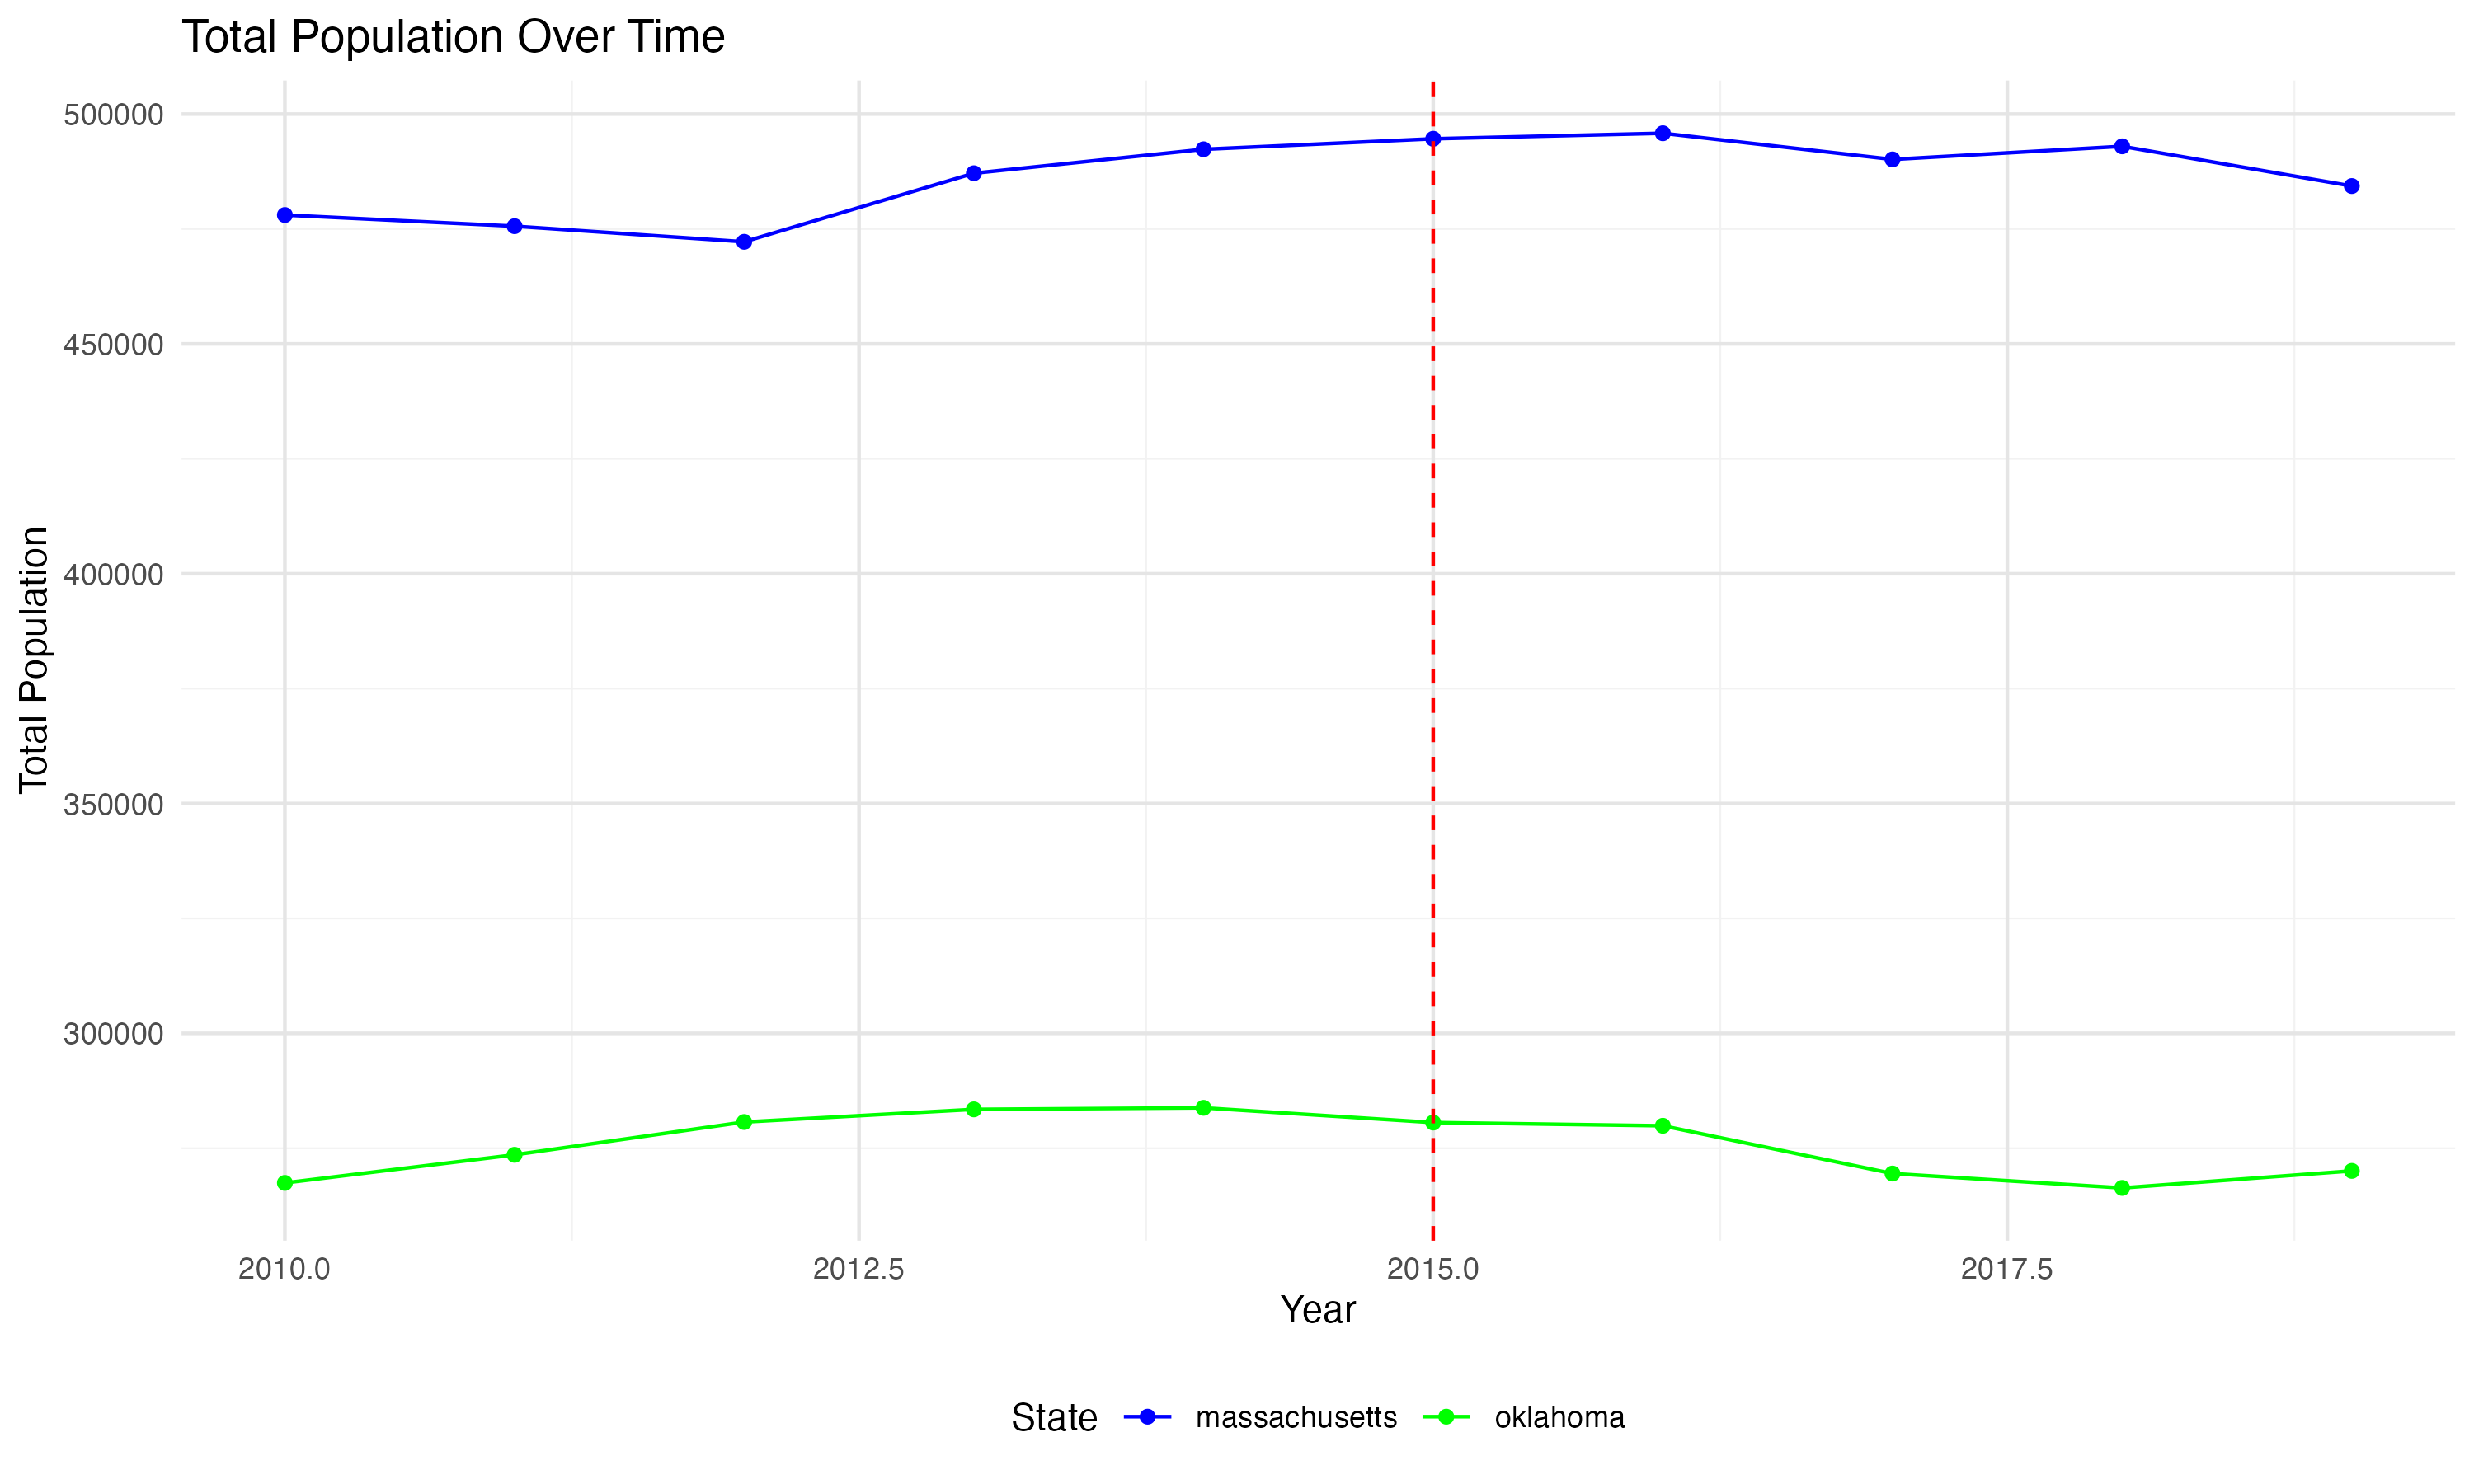 Total Population Over Time
500000
450000
400000
350000
300000
Total Population
2010.0 2012.5 2015.0 2017.5
Year
State massachusetts oklahoma